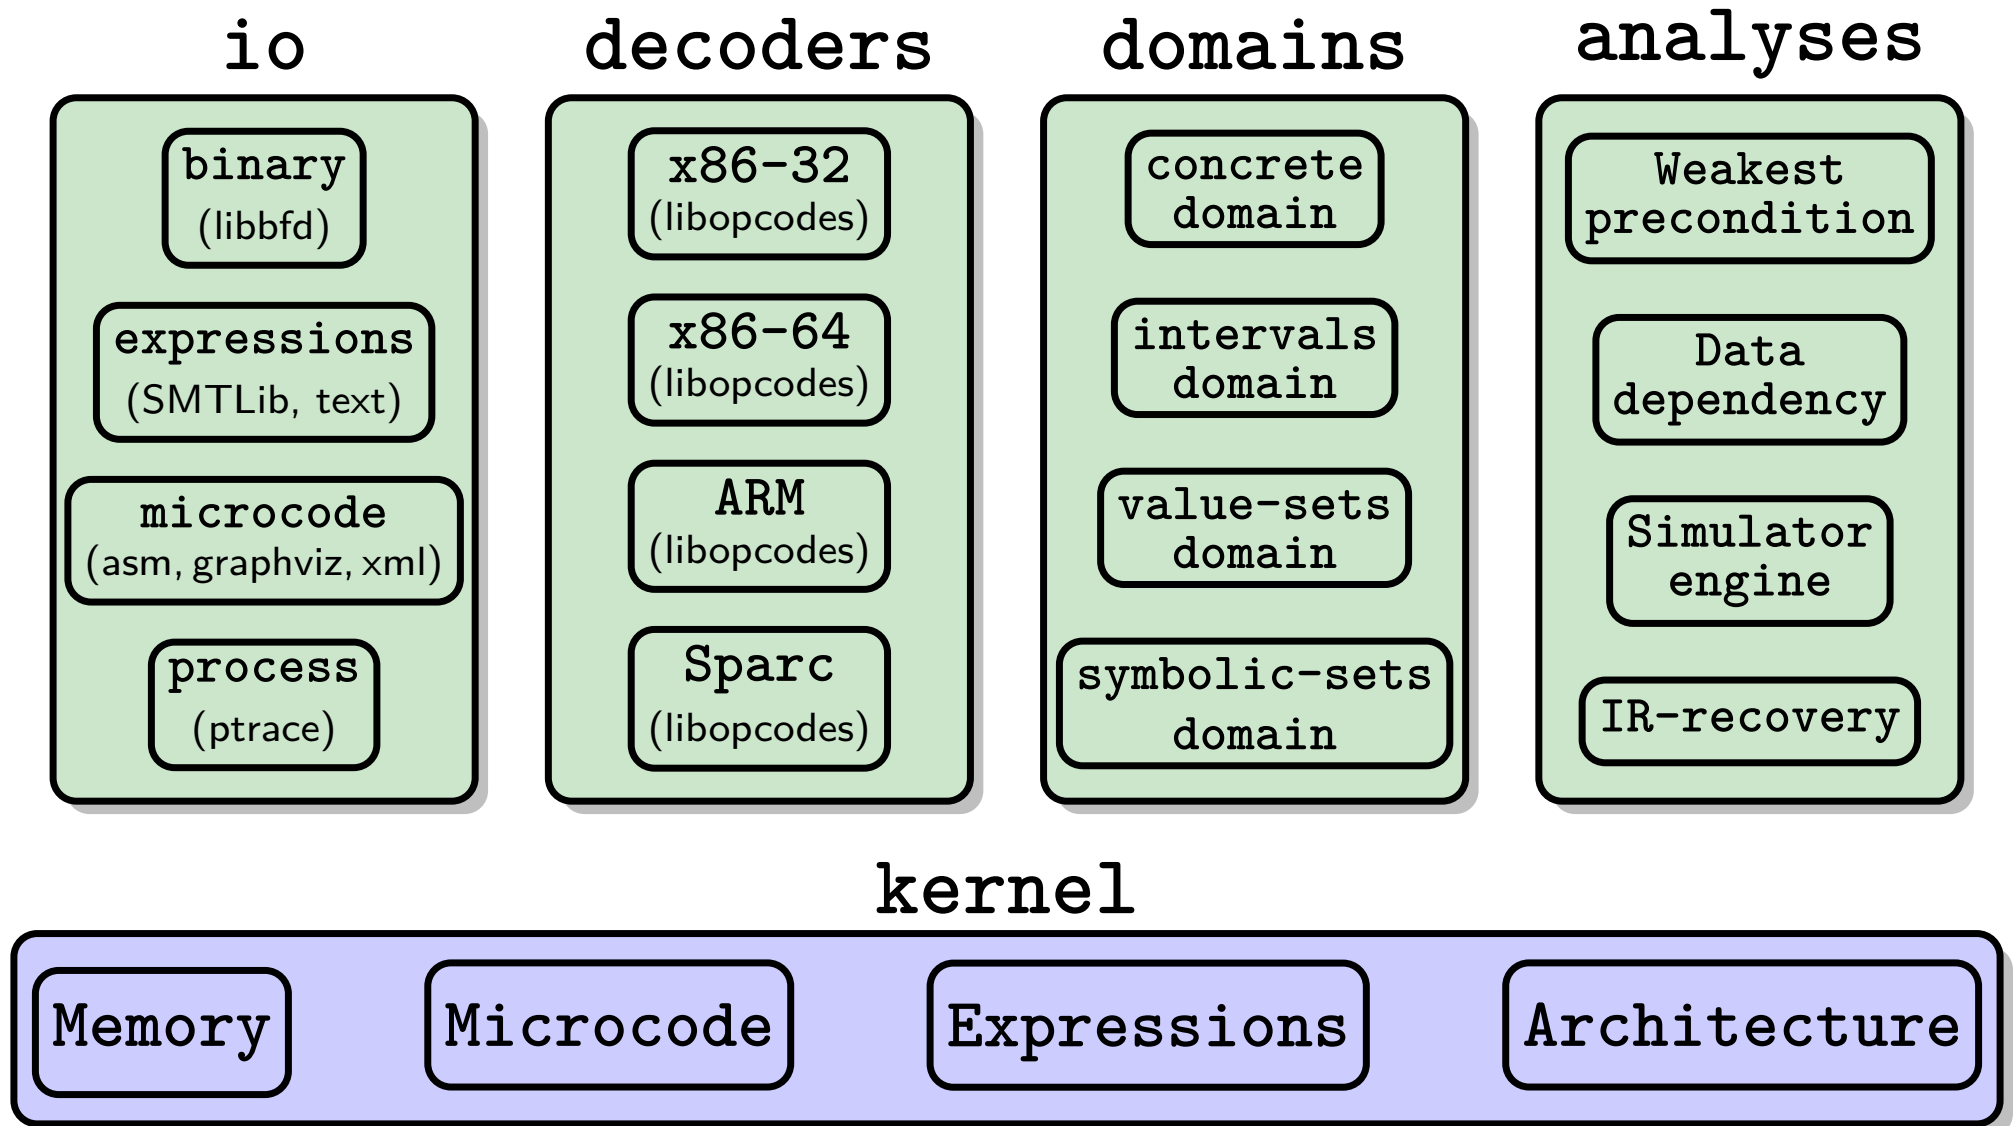 io
binary
(libbfd)
expressions
(SMTLib, text)
microcode
(asm, graphviz, xml)
process
(ptrace)
decoders
x86-32
(libopcodes)
x86-64
(libopcodes)
ARM
(libopcodes)
Sparc
(libopcodes)
domains
concrete
domain
intervals
domain
value-sets
domain
symbolic-sets
domain
analyses
Weakest
precondition
Data
dependency
Simulator
engine
IR-recovery
kernel
Memory
Microcode
Expressions
Architecture